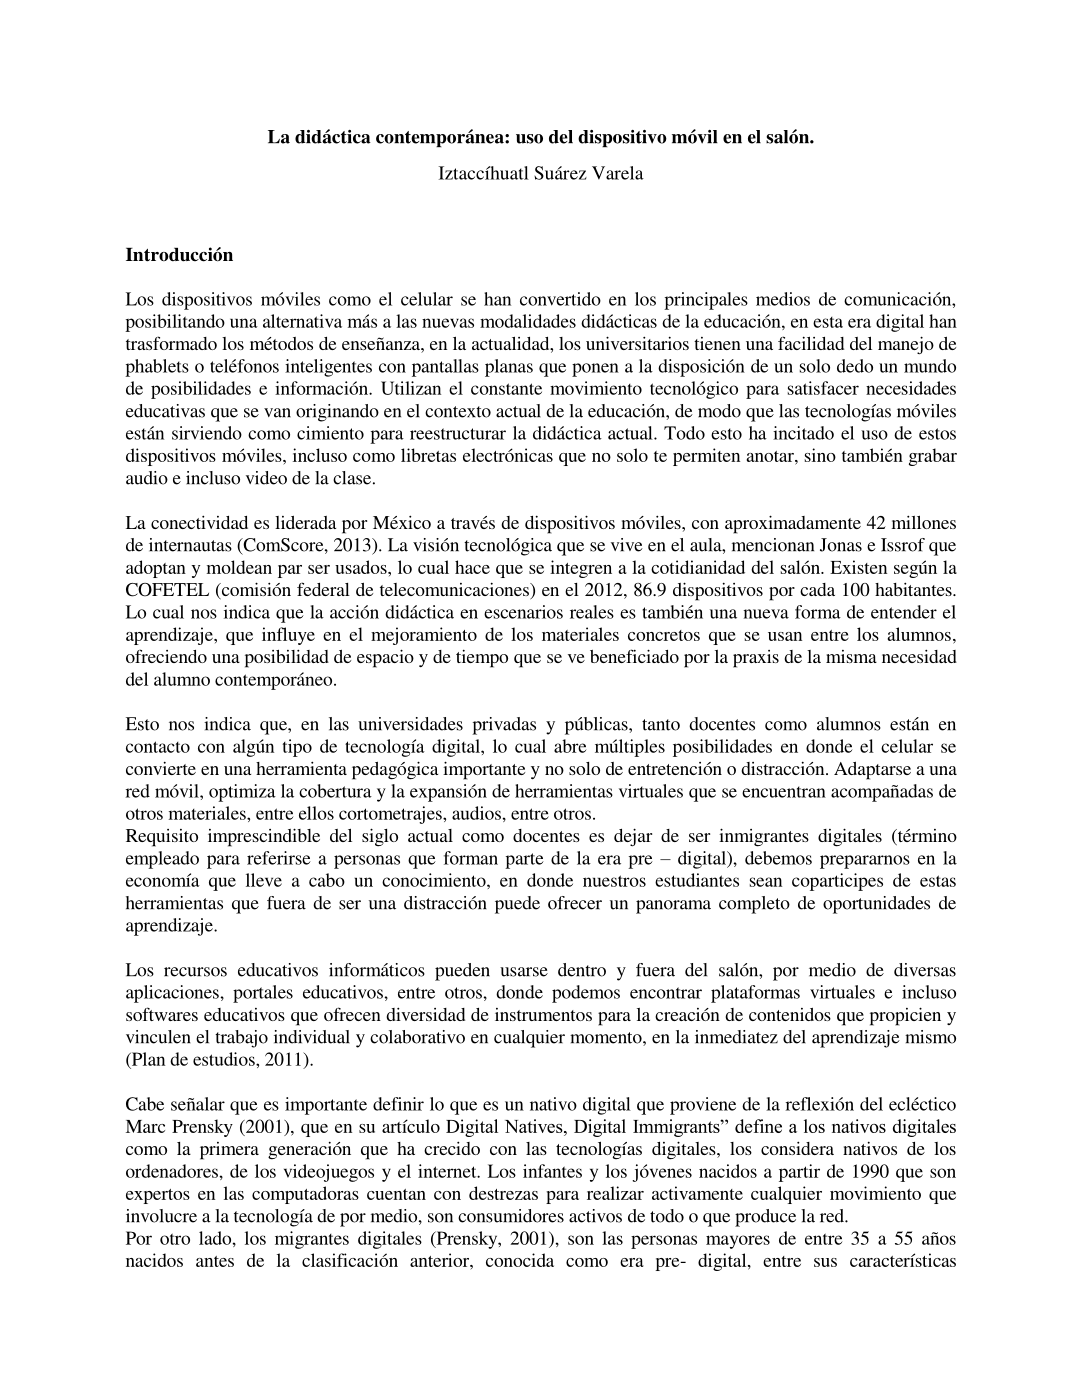 La didáctica contemporánea: uso del dispositivo móvil en el salón.
Iztaccíhuatl Suárez Varela
Introducción
Los dispositivos móviles como el celular se han convertido en los principales medios de comunicación,
posibilitando una alternativa más a las nuevas modalidades didácticas de la educación, en esta era digital han
trasformado los métodos de enseñanza, en la actualidad, los universitarios tienen una facilidad del manejo de
phablets o teléfonos inteligentes con pantallas planas que ponen a la disposición de un solo dedo un mundo
de posibilidades e información. Utilizan el constante movimiento tecnológico para satisfacer necesidades
educativas que se van originando en el contexto actual de la educación, de modo que las tecnologías móviles
están sirviendo como cimiento para reestructurar la didáctica actual. Todo esto ha incitado el uso de estos
dispositivos móviles, incluso como libretas electrónicas que no solo te permiten anotar, sino también grabar
audio e incluso video de la clase.
La conectividad es liderada por México a través de dispositivos móviles, con aproximadamente 42 millones
de internautas (ComScore, 2013). La visión tecnológica que se vive en el aula, mencionan Jonas e Issrof que
adoptan y moldean par ser usados, lo cual hace que se integren a la cotidianidad del salón. Existen según la
COFETEL (comisión federal de telecomunicaciones) en el 2012, 86.9 dispositivos por cada 100 habitantes.
Lo cual nos indica que la acción didáctica en escenarios reales es también una nueva forma de entender el
aprendizaje, que influye en el mejoramiento de los materiales concretos que se usan entre los alumnos,
ofreciendo una posibilidad de espacio y de tiempo que se ve beneficiado por la praxis de la misma necesidad
del alumno contemporáneo.
Esto nos indica que, en las universidades privadas y públicas, tanto docentes como alumnos están en
contacto con algún tipo de tecnología digital, lo cual abre múltiples posibilidades en donde el celular se
convierte en una herramienta pedagógica importante y no solo de entretención o distracción. Adaptarse a una
red móvil, optimiza la cobertura y la expansión de herramientas virtuales que se encuentran acompañadas de
otros materiales, entre ellos cortometrajes, audios, entre otros.
Requisito imprescindible del siglo actual como docentes es dejar de ser inmigrantes digitales (término
empleado para referirse a personas que forman parte de la era pre – digital), debemos prepararnos en la
economía que lleve a cabo un conocimiento, en donde nuestros estudiantes sean coparticipes de estas
herramientas que fuera de ser una distracción puede ofrecer un panorama completo de oportunidades de
aprendizaje.
Los recursos educativos informáticos pueden usarse dentro y fuera del salón, por medio de diversas
aplicaciones, portales educativos, entre otros, donde podemos encontrar plataformas virtuales e incluso
softwares educativos que ofrecen diversidad de instrumentos para la creación de contenidos que propicien y
vinculen el trabajo individual y colaborativo en cualquier momento, en la inmediatez del aprendizaje mismo
(Plan de estudios, 2011).
Cabe señalar que es importante definir lo que es un nativo digital que proviene de la reflexión del ecléctico
Marc Prensky (2001), que en su artículo Digital Natives, Digital Immigrants” define a los nativos digitales
como la primera generación que ha crecido con las tecnologías digitales, los considera nativos de los
ordenadores, de los videojuegos y el internet. Los infantes y los jóvenes nacidos a partir de 1990 que son
expertos en las computadoras cuentan con destrezas para realizar activamente cualquier movimiento que
involucre a la tecnología de por medio, son consumidores activos de todo o que produce la red.
Por otro lado, los migrantes digitales (Prensky, 2001), son las personas mayores de entre 35 a 55 años
nacidos antes de la clasificación anterior, conocida como era pre- digital, entre sus características